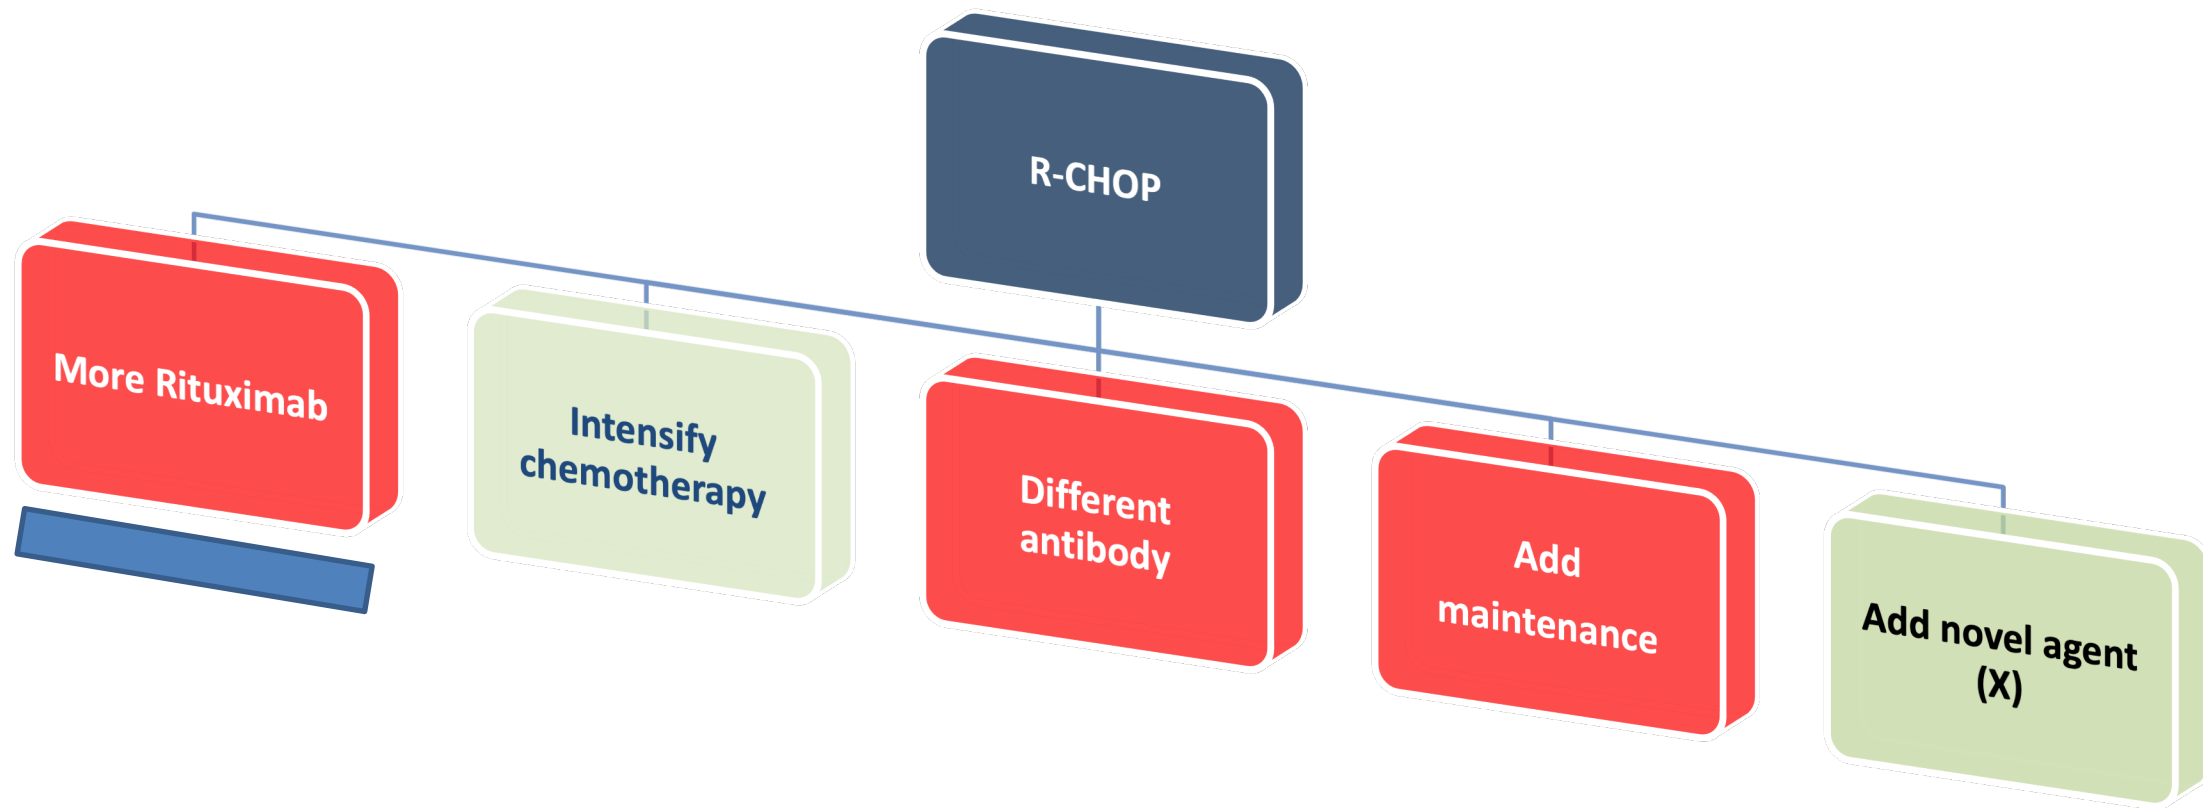 R-CHOP
More Rituximab
Intensify
chemotherapy
Different
antibody
Add
maintenance
Add novel agent
(X)